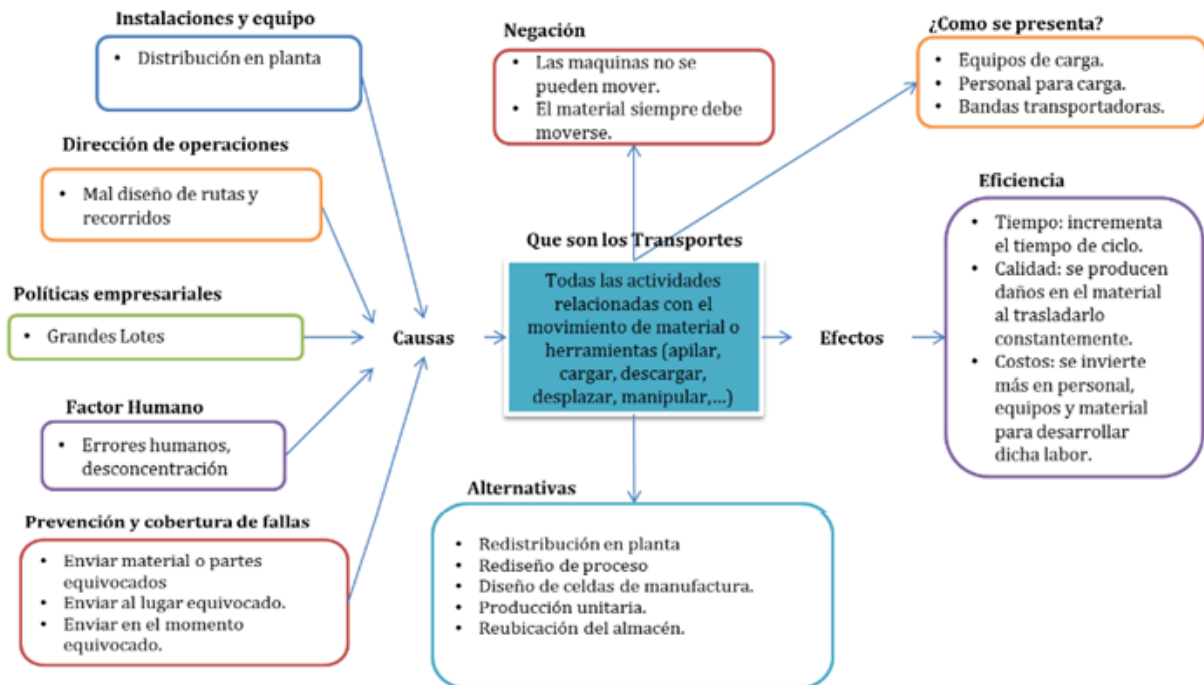 Instalaciones y equipo
• Distribución en planta
Dirección de operaciones
• Mal diseño de rutas y
recorridos
Políticas empresariales
• Grandes Lotes
Factor Humano
• Errores humanos,
desconcentración
Prevención y cobertura de fallas
• Enviar material o partes
equivocados
• Enviar al lugar equivocado.
• Enviar en el momento
equivocado.
Causas
Negación
• Las maquinas no se
pueden mover.
• El material siempre debe
moverse.
Que son los Transportes
Todas las actividades
relacionadas con el
movimiento de material o
herramientas (apilar,
cargar, descargar,
desplazar, manipular,...)
Alternativas
• Redistribución en planta
• Rediseño de proceso
• Diseño de celdas de manufactura.
• Producción unitaria.
• Reubicación del almacén.
Efectos
¿Como se presenta?
• Equipos de carga.
• Personal para carga.
• Bandas transportadoras.
Eficiencia
• Tiempo: incrementa
el tiempo de ciclo.
• Calidad: se producen
daños en el material
al trasladarlo
constantemente.
• Costos: se invierte
más en personal,
equipos y material
para desarrollar
dicha labor.